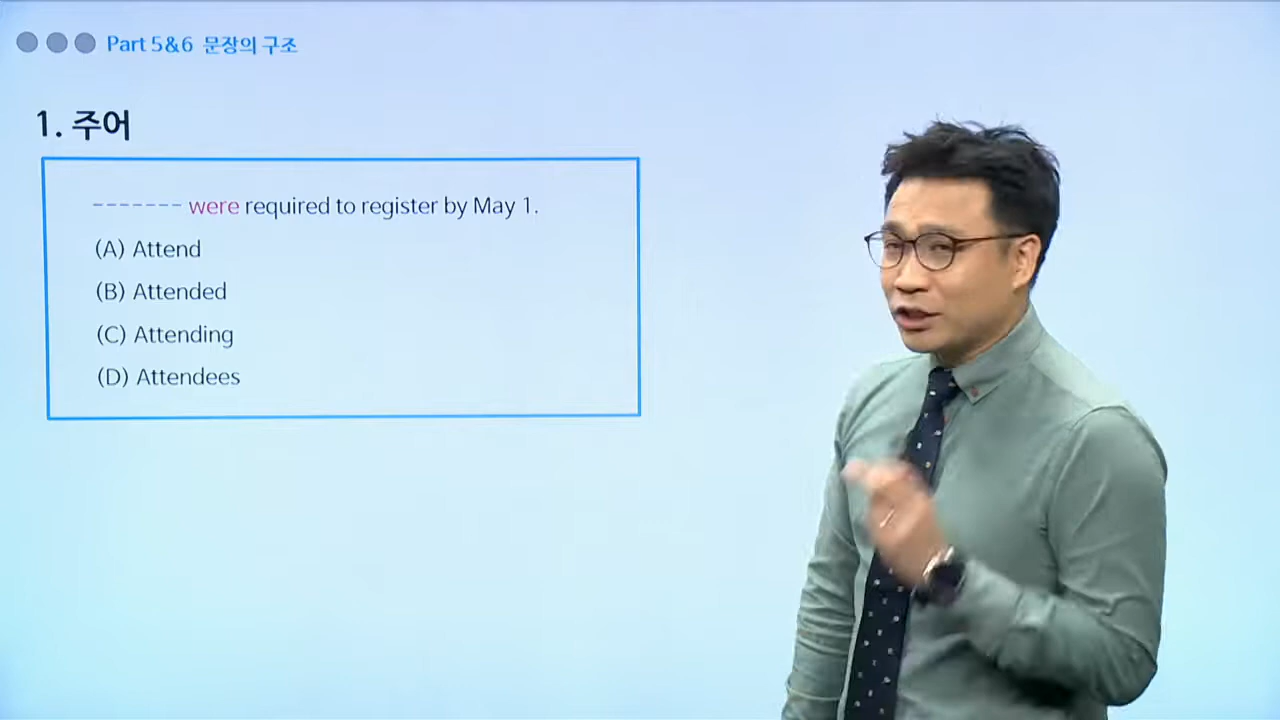 Part 5&6 문장의 구조
1. 주어
------- were required to register by May 1.
(A) Attend
(B) Attended
(C) Attending
(D) Attendees